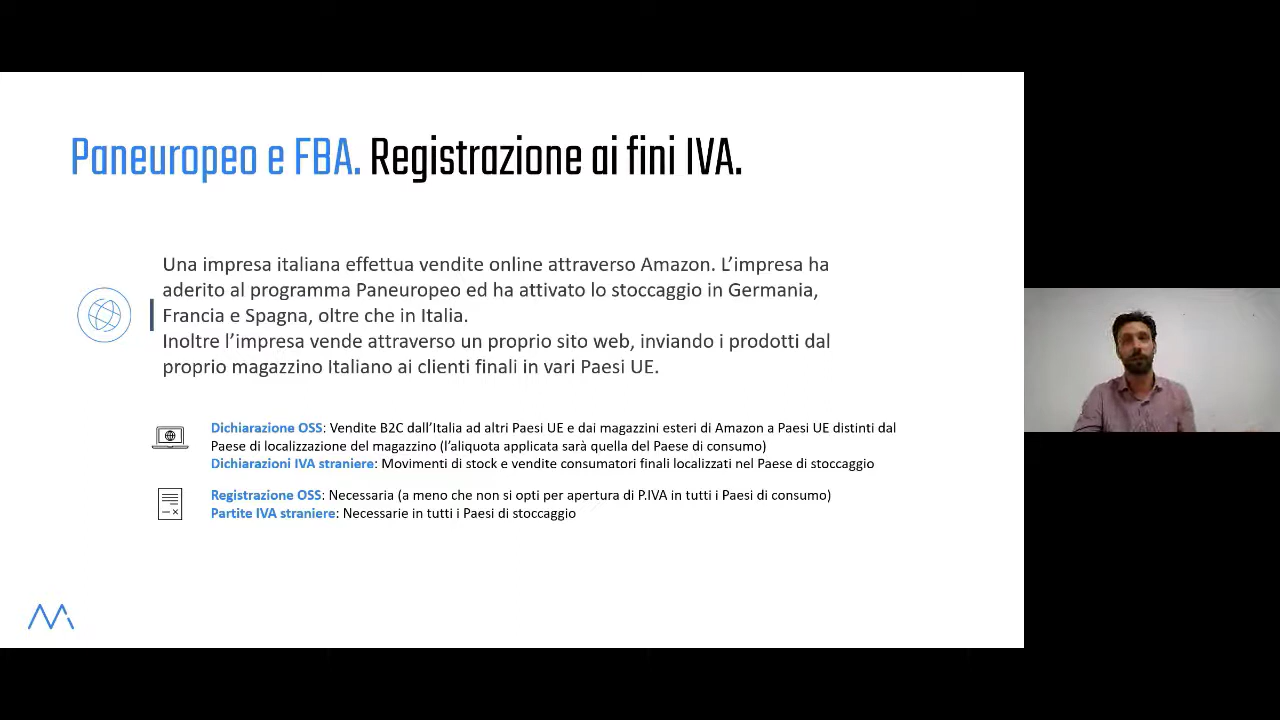 Paneuropeo e FBA. Registrazione ai fini IVA.
Una impresa italiana effettua vendite online attraverso Amazon. L’impresa ha
aderito al programma Paneuropeo ed ha attivato lo stoccaggio in Germania,
Francia e Spagna, oltre che in Italia.
Inoltre l’impresa vende attraverso un proprio sito web, inviando i prodotti dal
proprio magazzino Italiano ai clienti finali in vari Paesi UE.
Dichiarazione OSS: Vendite B2C dall’Italia ad altri Paesi UE e dai magazzini esteri di Amazon a Paesi UE distinti dal
Paese di localizzazione del magazzino (l’aliquota applicata sarà quella del Paese di consumo)
Dichiarazioni IVA straniere: Movimenti di stock e vendite consumatori finali localizzati nel Paese di stoccaggio
Registrazione OSS: Necessaria (a meno che non si opti per apertura di P.IVA in tutti i Paesi di consumo)
Partite IVA straniere: Necessarie in tutti i Paesi di stoccaggio